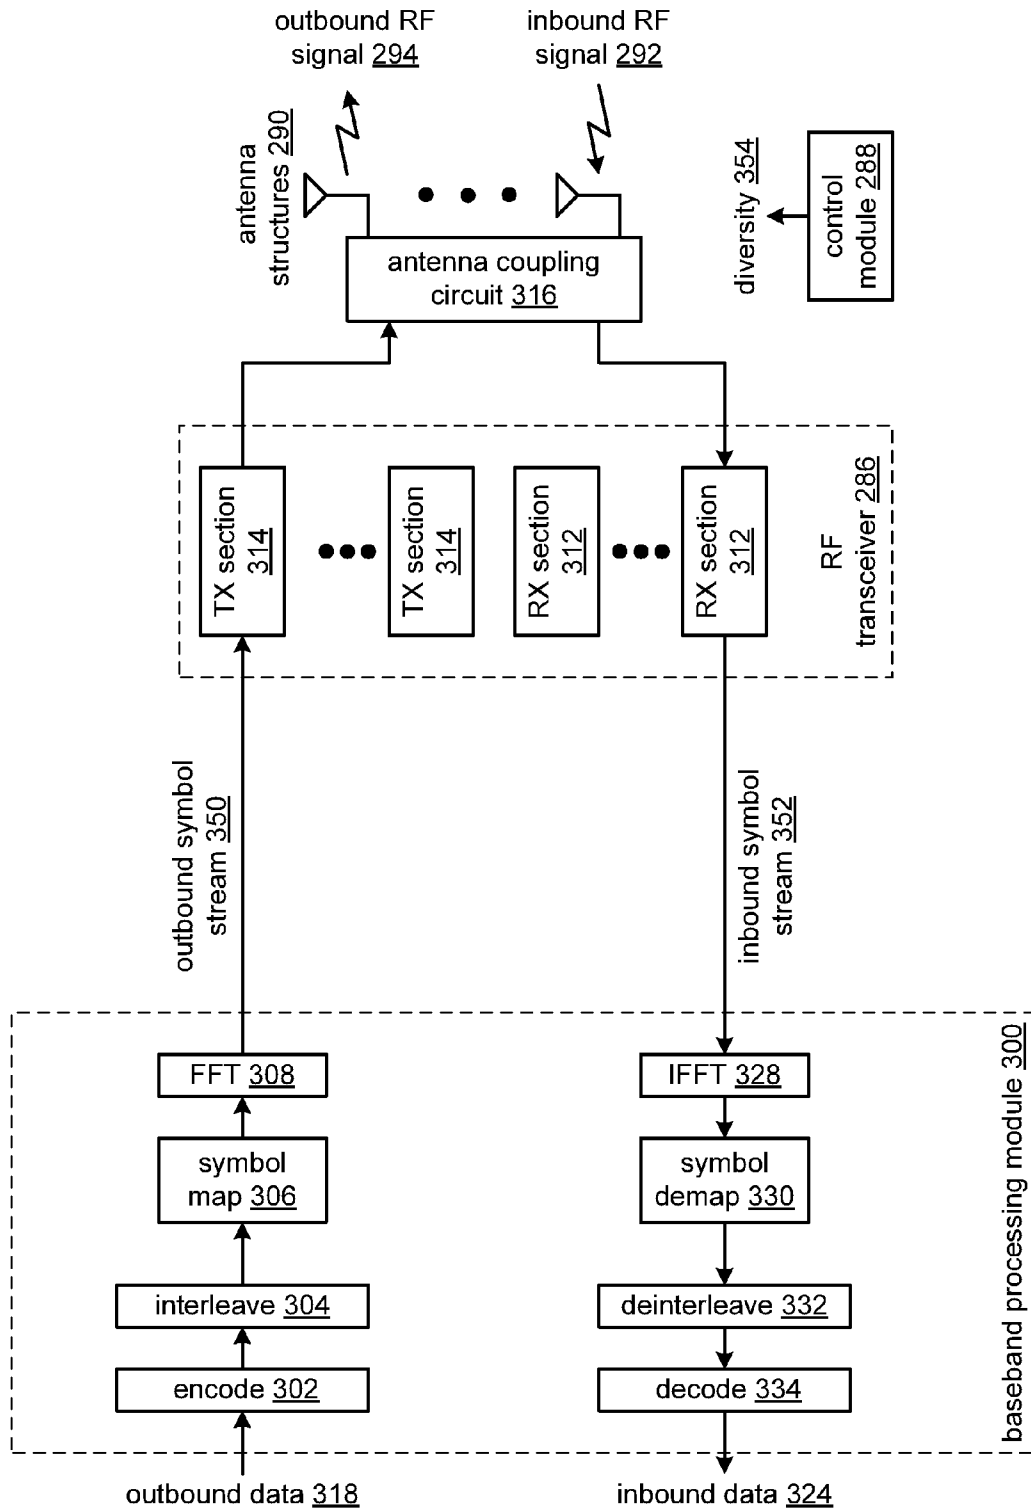 outbound RF
signal 294
inbound RF
signal 292
antenna
structures 290
antenna coupling
circuit 316
diversity 354
control
module 288
TX section
314
TX section
314
RX section
312
RX section
312
RF
transceiver 286
outbound symbol
stream 350
inbound symbol
stream 352
FFT 308
IFFT 328
symbol
map 306
symbol
demap 330
interleave 304
deinterleave 332
encode 302
decode 334
baseband processing module 300
outbound data 318
inbound data 324